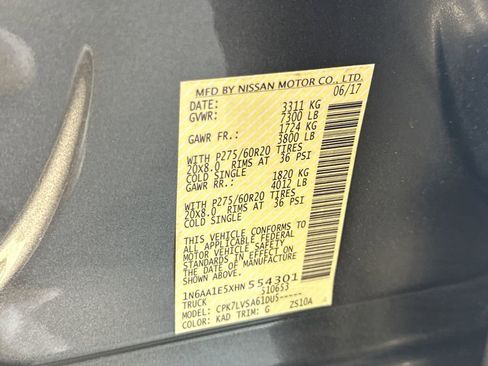 MFD BY NISSAN MOTOR CO., LTD.
DATE: 06/17
GVWR: 3311 KG
7300 LB
GAWR FR.: 1724 KG
3800 LB
WITH P275/60R20 TIRES
20X8.0 RIMS AT 36 PSI
COLD SINGLE
GAWR RR.: 1820 KG
4012 LB
WITH P275/60R20 TIRES
20X8.0 RIMS AT 36 PSI
COLD SINGLE
THIS VEHICLE CONFORMS TO
ALL APPLICABLE FEDERAL
MOTOR VEHICLE SAFETY
STANDARDS IN EFFECT ON
THE DATE OF MANUFACTURE
SHOWN ABOVE.
1N6AA1E5XHN554301
TRUCK S10653
MODEL: CPK7LVSA61DUS-----
COLOR: KAD TRIM: G ZS10A